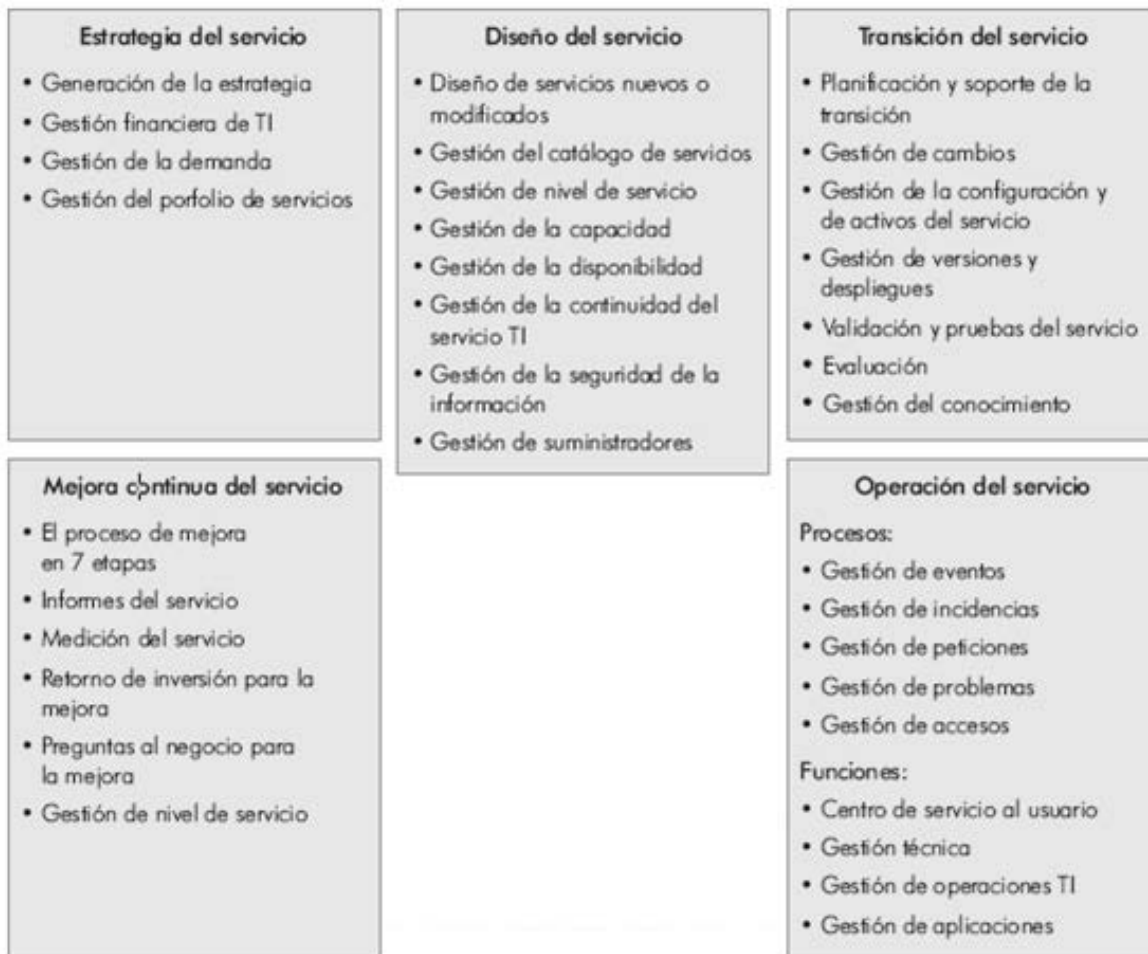 Estrategia del servicio
• Generación de la estrategia
• Gestión financiera de TI
• Gestión de la demanda
• Gestión del porfolio de servicios
Diseño del servicio
• Diseño de servicios nuevos o
modificados
• Gestión del catálogo de servicios
• Gestión de nivel de servicio
• Gestión de la capacidad
• Gestión de la disponibilidad
• Gestión de la continuidad del
servicio TI
• Gestión de la seguridad de la
información
• Gestión de suministradores
Transición del servicio
• Planificación y soporte de la
transición
• Gestión de cambios
• Gestión de la configuración y
de activos del servicio
• Gestión de versiones y
despliegues
• Validación y pruebas del servicio
• Evaluación
• Gestión del conocimiento
Mejora continua del servicio
• El proceso de mejora
en 7 etapas
• Informes del servicio
• Medición del servicio
• Retorno de inversión para la
mejora
• Preguntas al negocio para
la mejora
• Gestión de nivel de servicio
Operación del servicio
Procesos:
• Gestión de eventos
• Gestión de incidencias
• Gestión de peticiones
• Gestión de problemas
• Gestión de accesos
Funciones:
• Centro de servicio al usuario
• Gestión técnica
• Gestión de operaciones TI
• Gestión de aplicaciones